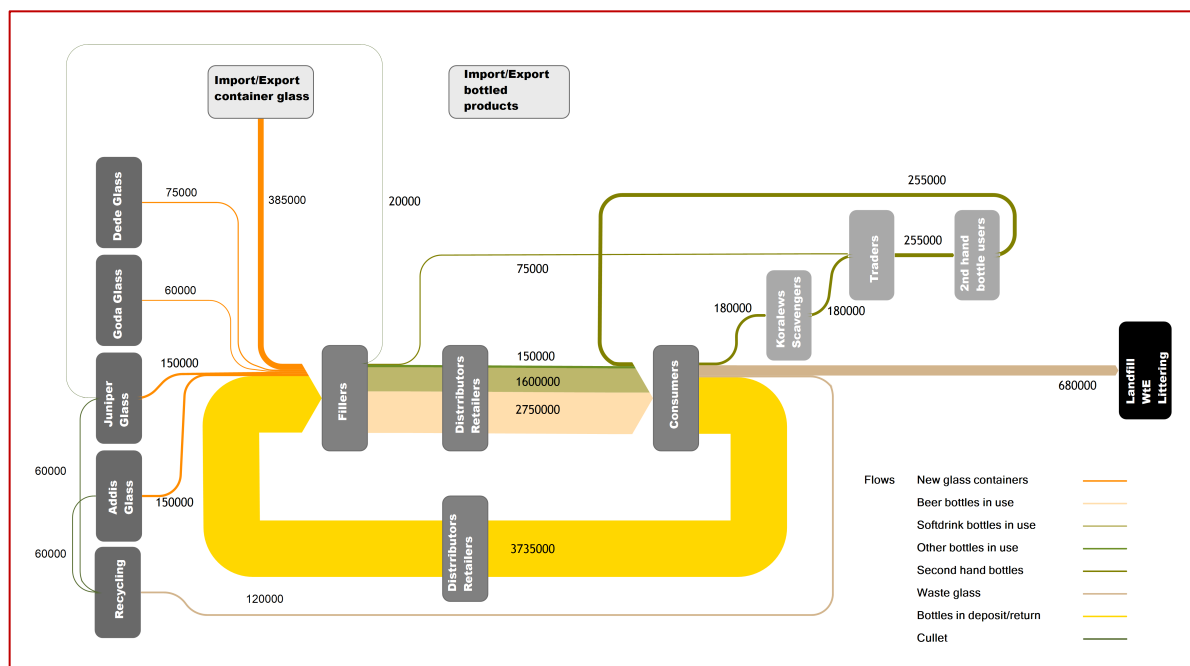 Import/Export
container glass
Import/Export
bottled
products
Dede Glass
75000
385000
20000
255000
Goda Glass
60000
75000
Traders
255000
2nd hand
bottle users
180000
Koralews
Scavengers
180000
Juniper
Glass
150000
Fillers
150000
1600000
2750000
Distrributors
Retailers
Consumers
680000
Landfill
WtE
Littering
60000
Addis
Glass
150000
60000
Recycling
120000
Distrributors
Retailers
3735000
Flows
New glass containers
Beer bottles in use
Softdrink bottles in use
Other bottles in use
Second hand bottles
Waste glass
Bottles in deposit/return
Cullet